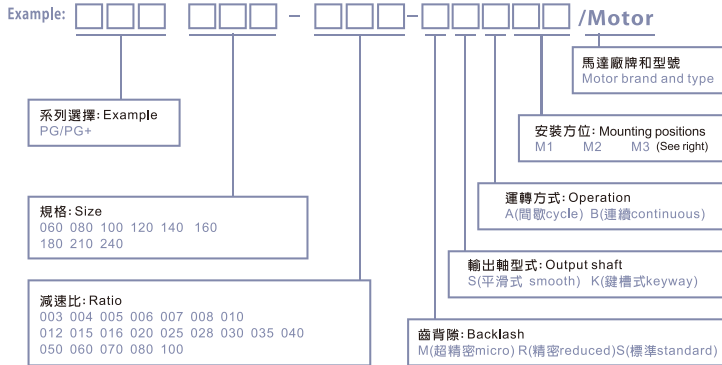 Example: □□□ □□□ - □□□-□□□□□ /Motor
馬達廠牌和型號
Motor brand and type
系列選擇: Example
PG/PG+
安裝方位: Mounting positions
M1 M2 M3 (See right)
規格: Size
060 080 100 120 140 160
180 210 240
運轉方式: Operation
A(間歇cycle) B(連續continuous)
輸出軸型式: Output shaft
S(平滑式 smooth) K(鍵槽式keyway)
減速比: Ratio
003 004 005 006 007 008 010
012 015 016 020 025 028 030 035 040
050 060 070 080 100
齒背隙: Backlash
M(超精密micro) R(精密reduced)S(標準standard)